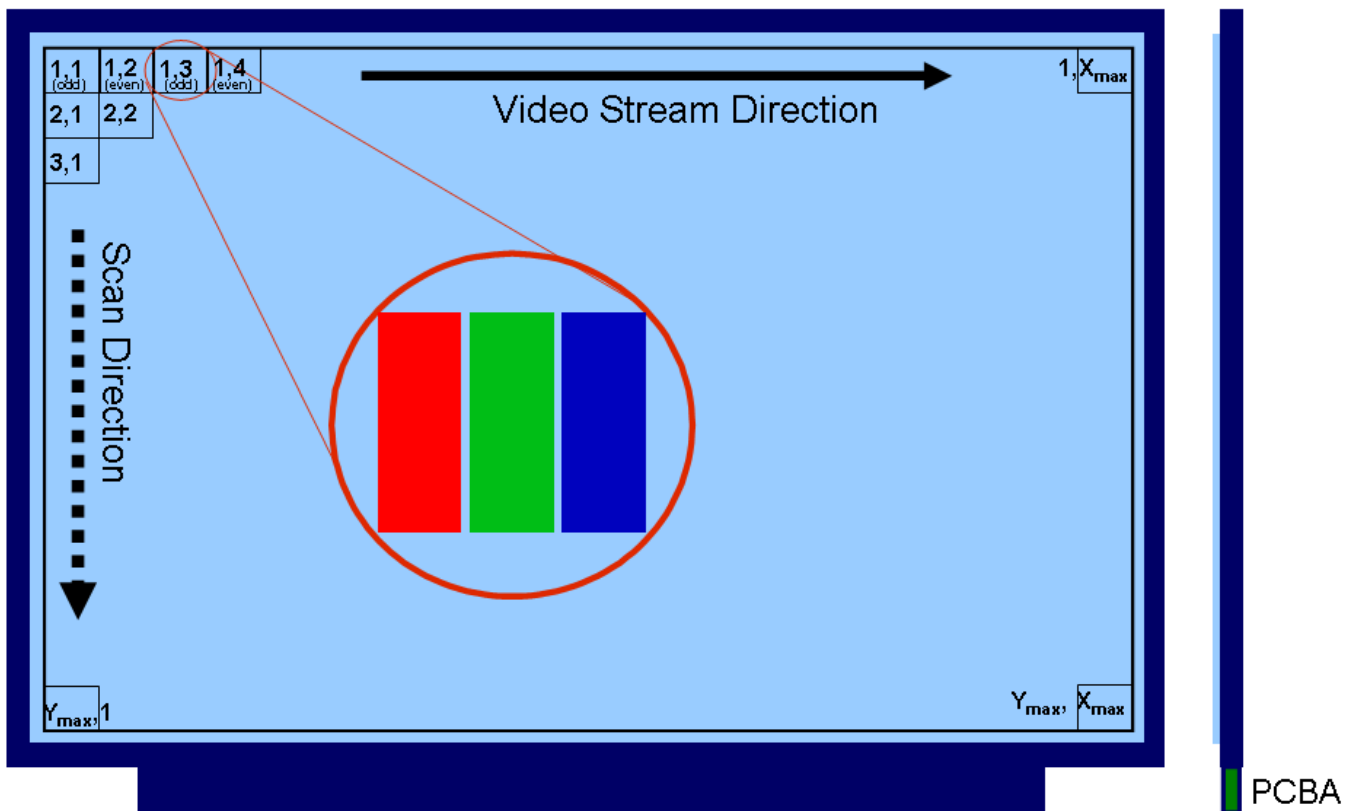 1,1 1,2 1,3 1,4 1,Xmax
(odd) (even) (odd) (even)
Video Stream Direction
2,1 2,2
3,1
Scan Direction
Ymax,1 Ymax, Xmax
PCBA